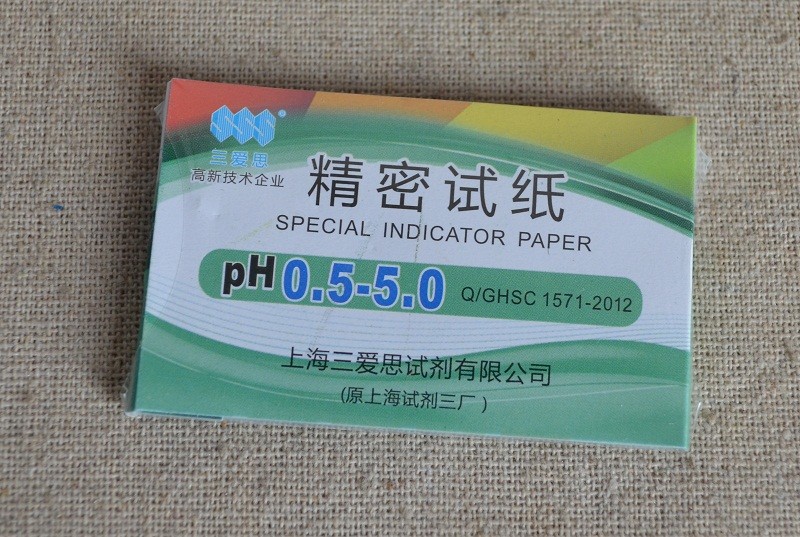 SSS®
三爱思
高新技术企业
精密试纸
SPECIAL INDICATOR PAPER
pH 0.5-5.0 Q/GHSC 1571-2012
上海三爱思试剂有限公司
(原上海试剂三厂)